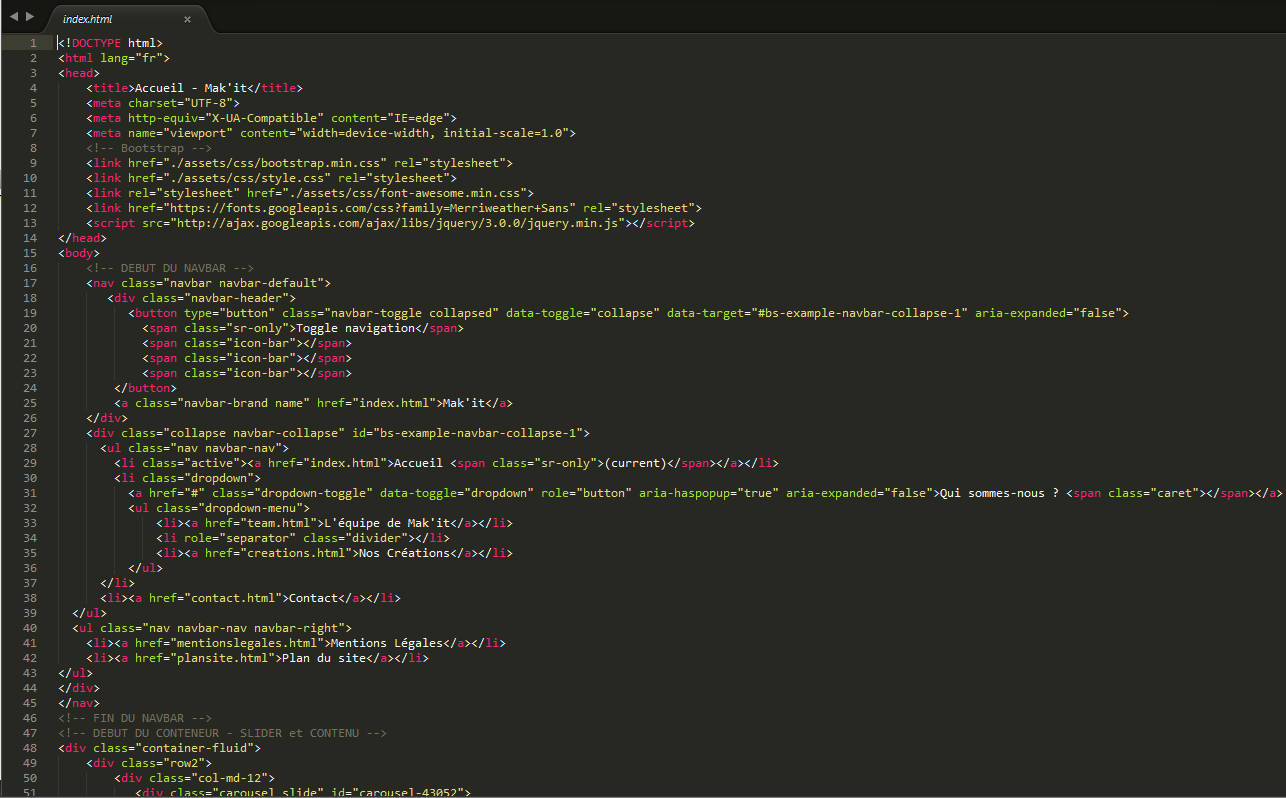 index.html ×
1 <!DOCTYPE html>
2 <html lang="fr">
3 <head>
4 <title>Accueil - Mak'it</title>
5 <meta charset="UTF-8">
6 <meta http-equiv="X-UA-Compatible" content="IE=edge">
7 <meta name="viewport" content="width=device-width, initial-scale=1.0">
8 <!-- Bootstrap -->
9 <link href="./assets/css/bootstrap.min.css" rel="stylesheet">
10 <link href="./assets/css/style.css" rel="stylesheet">
11 <link rel="stylesheet" href="./assets/css/font-awesome.min.css">
12 <link href="https://fonts.googleapis.com/css?family=Merriweather+Sans" rel="stylesheet">
13 <script src="http://ajax.googleapis.com/ajax/libs/jquery/3.0.0/jquery.min.js"></script>
14 </head>
15 <body>
16 <!-- DEBUT DU NAVBAR -->
17 <nav class="navbar navbar-default">
18 <div class="navbar-header">
19 <button type="button" class="navbar-toggle collapsed" data-toggle="collapse" data-target="#bs-example-navbar-collapse-1" aria-expanded="false">
20 <span class="sr-only">Toggle navigation</span>
21 <span class="icon-bar"></span>
22 <span class="icon-bar"></span>
23 <span class="icon-bar"></span>
24 </button>
25 <a class="navbar-brand name" href="index.html">Mak'it</a>
26 </div>
27 <div class="collapse navbar-collapse" id="bs-example-navbar-collapse-1">
28 <ul class="nav navbar-nav">
29 <li class="active"><a href="index.html">Accueil <span class="sr-only">(current)</span></a></li>
30 <li class="dropdown">
31 <a href="#" class="dropdown-toggle" data-toggle="dropdown" role="button" aria-haspopup="true" aria-expanded="false">Qui sommes-nous ? <span class="caret"></span></a>
32 <ul class="dropdown-menu">
33 <li><a href="team.html">L'équipe de Mak'it</a></li>
34 <li role="separator" class="divider"></li>
35 <li><a href="creations.html">Nos Créations</a></li>
36 </ul>
37 </li>
38 <li><a href="contact.html">Contact</a></li>
39 </ul>
40 <ul class="nav navbar-nav navbar-right">
41 <li><a href="mentionslegales.html">Mentions Légales</a></li>
42 <li><a href="plansite.html">Plan du site</a></li>
43 </ul>
44 </div>
45 </nav>
46 <!-- FIN DU NAVBAR -->
47 <!-- DEBUT DU CONTENEUR - SLIDER et CONTENU -->
48 <div class="container-fluid">
49 <div class="row2">
50 <div class="col-md-12">
51 <div class="carousel slide" id="carousel-43052">